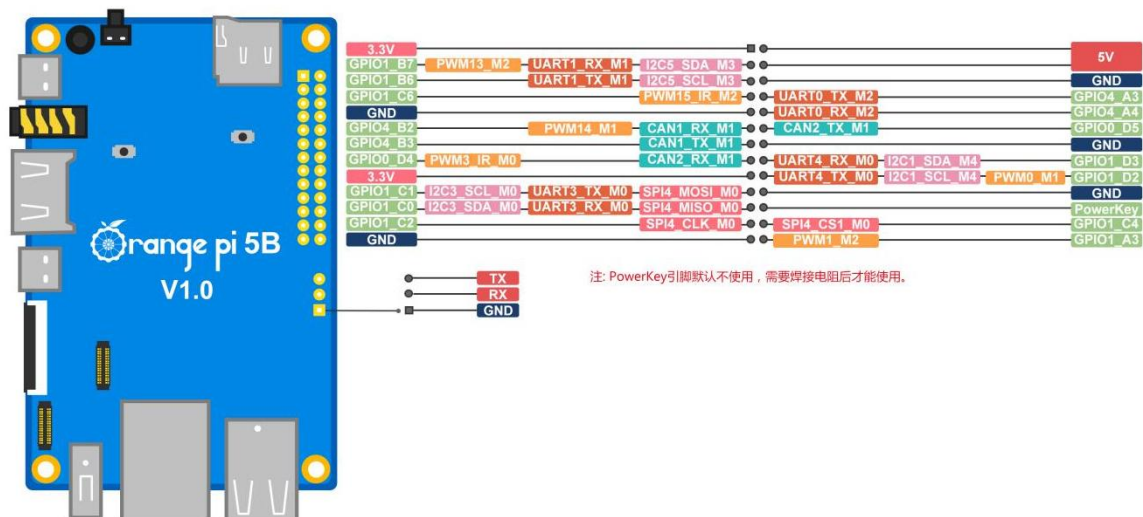 3.3V 5V
GPIO1_B7 PWM13_M2 UART1_RX_M1 I2C5_SDA_M3
GPIO1_B6 UART1_TX_M1 I2C5_SCL_M3 GND
GPIO1_C6 PWM15_IR_M2 UART0_TX_M2 GPIO4_A3
GND UART0_RX_M2 GPIO4_A4
GPIO4_B2 PWM14_M1 CAN1_RX_M1 CAN2_TX_M1 GPIO0_D5
GPIO4_B3 CAN1_TX_M1 GND
GPIO0_D4 PWM3_IR_M0 CAN2_RX_M1 UART4_RX_M0 I2C1_SDA_M4 GPIO1_D3
3.3V UART4_TX_M0 I2C1_SCL_M4 PWM0_M1 GPIO1_D2
GPIO1_C1 I2C3_SCL_M0 UART3_TX_M0 SPI4_MOSI_M0 GND
GPIO1_C0 I2C3_SDA_M0 UART3_RX_M0 SPI4_MISO_M0 PowerKey
GPIO1_C2 SPI4_CLK_M0 SPI4_CS1_M0 GPIO1_C4
GND PWM1_M2 GPIO1_A3
Orange pi 5B
V1.0
TX
RX
GND
注: PowerKey引脚默认不使用，需要焊接电阻后才能使用。